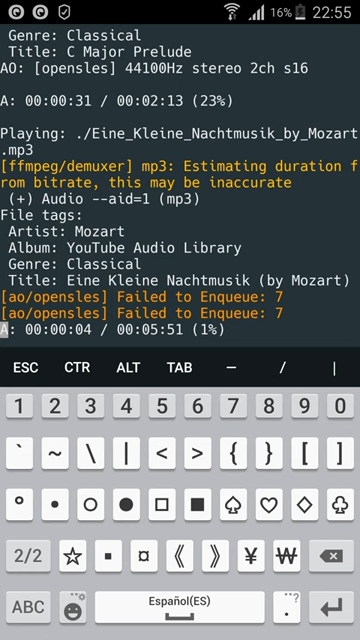 16% 22:55
Genre: Classical
Title: C Major Prelude
AO: [opensles] 44100Hz stereo 2ch s16
A: 00:00:31 / 00:02:13 (23%)
Playing: ./Eine_Kleine_Nachtmusik_by_Mozart
.mp3
[ffmpeg/demuxer] mp3: Estimating duration f
rom bitrate, this may be inaccurate
(+) Audio --aid=1 (mp3)
File tags:
Artist: Mozart
Album: YouTube Audio Library
Genre: Classical
Title: Eine Kleine Nachtmusik (by Mozart)
[ao/opensles] Failed to Enqueue: 7
[ao/opensles] Failed to Enqueue: 7
A: 00:00:04 / 00:05:51 (1%)
ESC CTR ALT TAB — / |
1 2 3 4 5 6 7 8 9 0
` ~ \ | < > { } [ ]
° • ○ ● □ ■ ♤ ♡ ◇ ♧
2/2 ☆ ▪ ¤ 《 》 ¥ ₩
ABC Español(ES) . ?